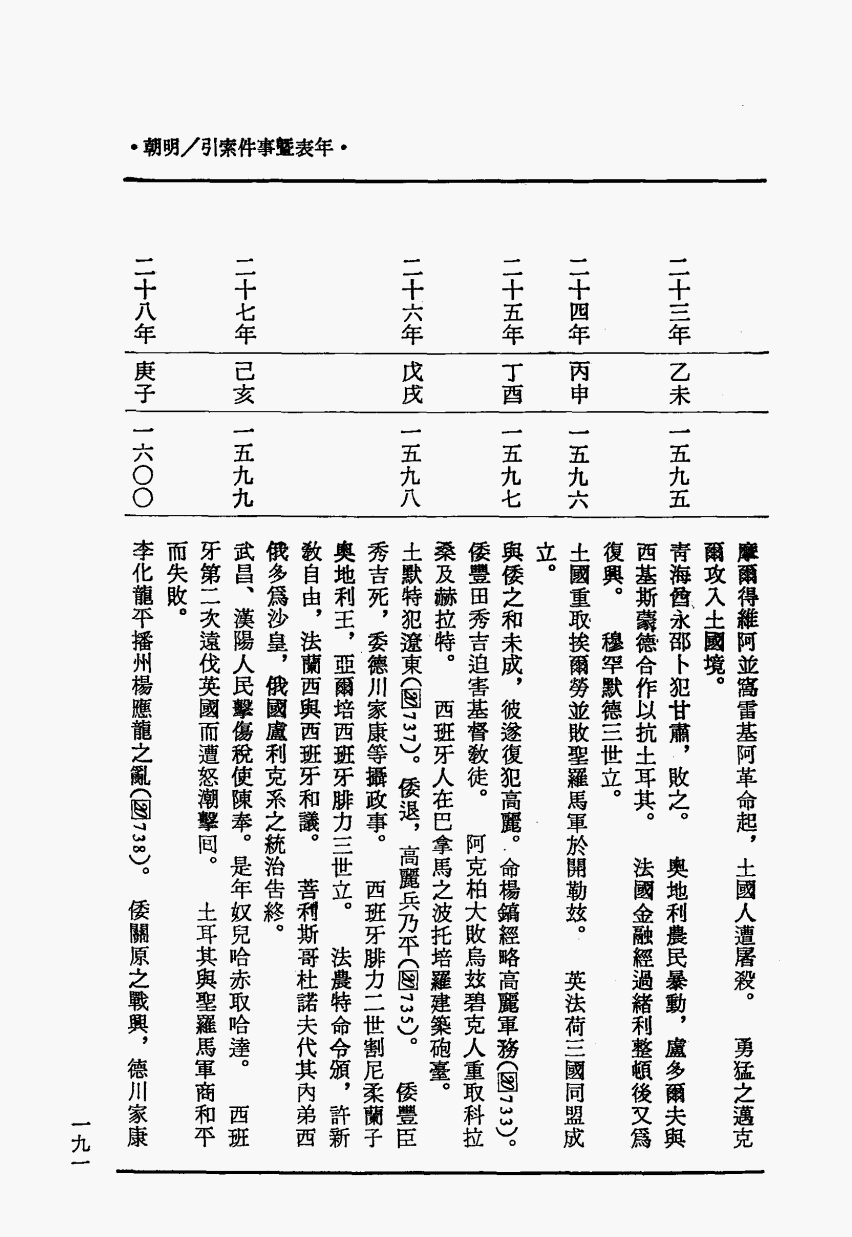 •年表暨事件索引／明朝•
摩爾得維阿並窩雷基阿革命起，土國人遭屠殺。　勇猛之邁克
爾攻入土國境。
二十三年
乙未
一五九五
青海酋永邵卜犯甘肅，敗之。　奧地利農民暴動，盧多爾夫與
西基斯蒙德合作以抗土耳其。　法國金融經過緒利整頓後又爲
復興。　穆罕默德三世立。
二十四年
丙申
一五九六
土國重取挨爾勞並敗聖羅馬軍於開勒玆。　英法荷三國同盟成
立。
二十五年
丁酉
一五九七
與倭之和未成，彼遂復犯高麗。命楊鎬經略高麗軍務(圖733)。
倭豐田秀吉迫害基督教徒。　阿克柏大敗烏玆碧克人重取科拉
桑及赫拉特。　西班牙人在巴拿馬之波托培羅建築砲臺。
二十六年
戊戌
一五九八
土默特犯遼東(圖737)。倭退，高麗兵乃平(圖735)。　倭豐臣
秀吉死，委德川家康等攝政事。　西班牙腓力二世割尼柔蘭子
奧地利王，亞爾培西班牙腓力三世立。　法農特命令頒，許新
敎自由，法蘭西與西班牙和議。　菩利斯哥杜諾夫代其內弟西
俄多爲沙皇，俄國盧利克系之統治告終。
二十七年
己亥
一五九九
武昌、漢陽人民擊傷稅使陳奉。是年奴兒哈赤取哈達。　西班
牙第二次遠伐英國而遭怒潮擊回。　土耳其與聖羅馬軍商和平
而失敗。
二十八年
庚子
一六〇〇
李化龍平播州楊應龍之亂(圖738)。　倭關原之戰興，德川家康
一九一